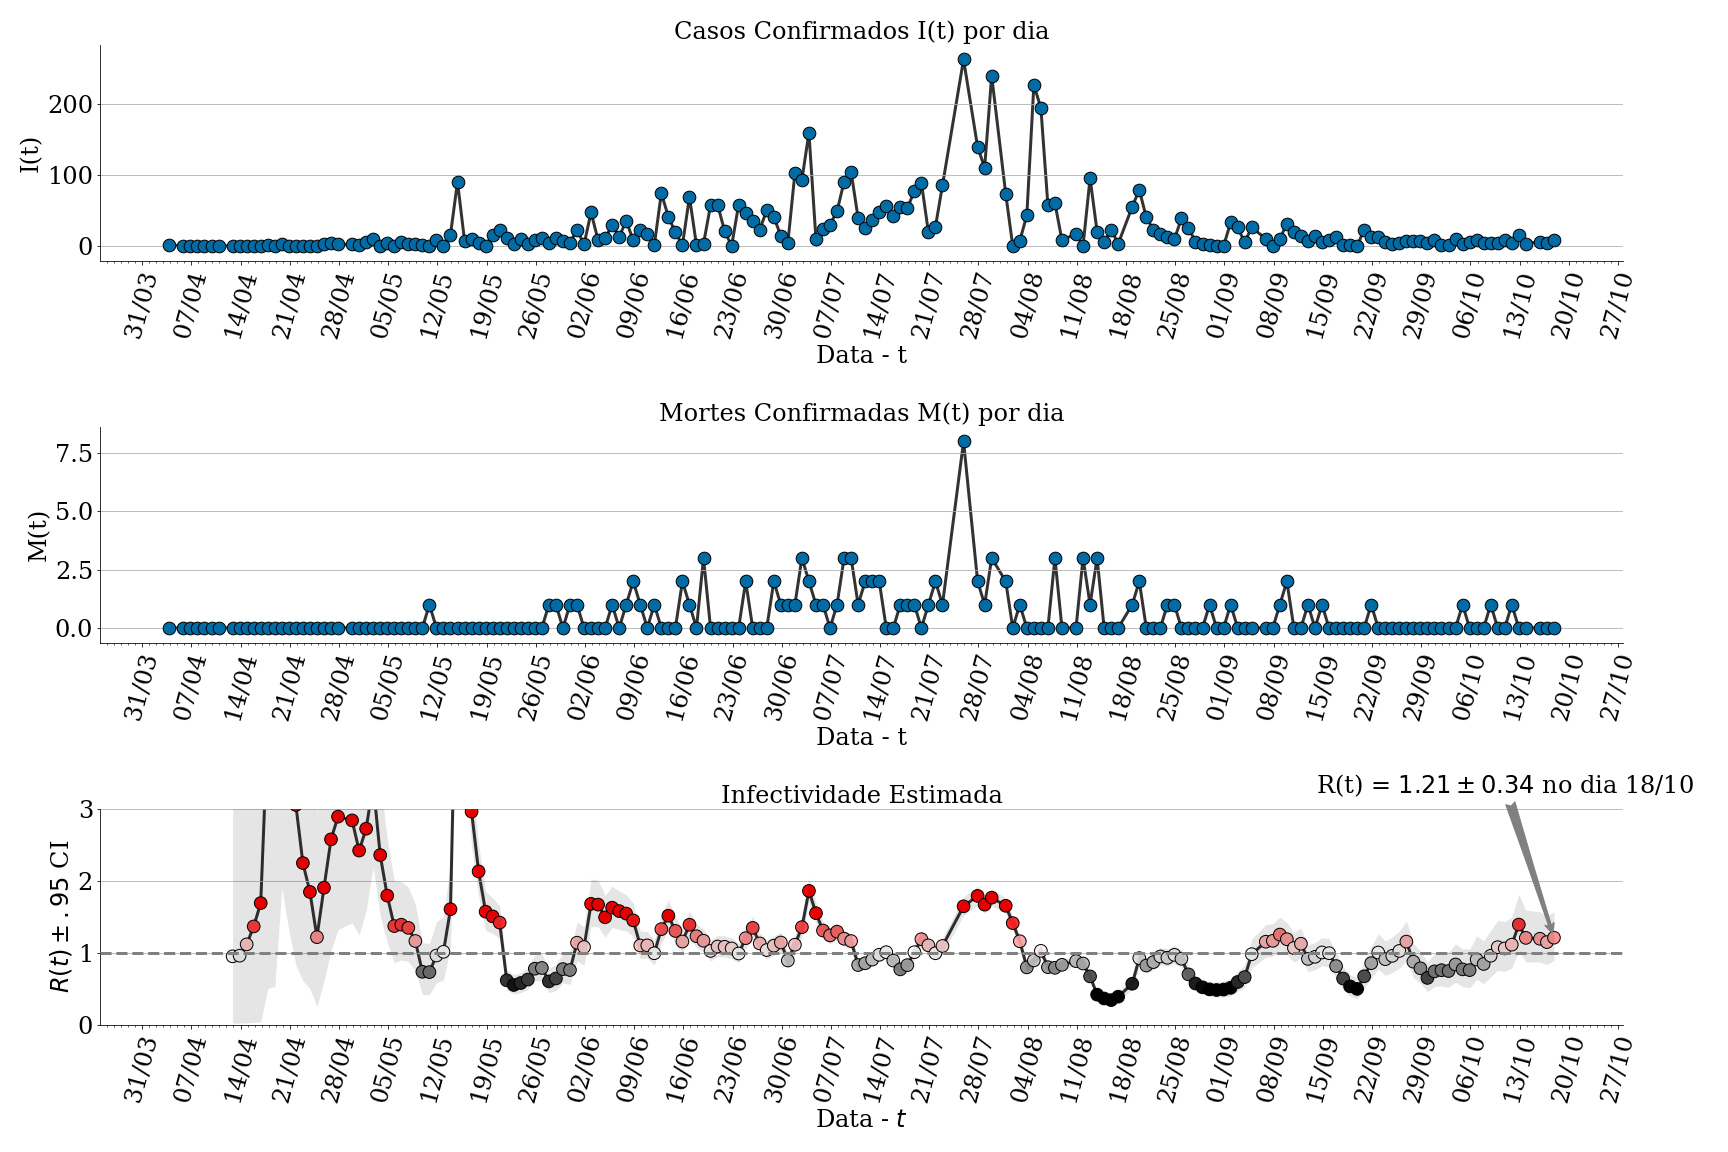 Casos Confirmados I(t) por dia
I(t)
200
100
0
31/03 07/04 14/04 21/04 28/04 05/05 12/05 19/05 26/05 02/06 09/06 16/06 23/06 30/06 07/07 14/07 21/07 28/07 04/08 11/08 18/08 25/08 01/09 08/09 15/09 22/09 29/09 06/10 13/10 20/10 27/10
Data - t
Mortes Confirmadas M(t) por dia
M(t)
7.5
5.0
2.5
0.0
31/03 07/04 14/04 21/04 28/04 05/05 12/05 19/05 26/05 02/06 09/06 16/06 23/06 30/06 07/07 14/07 21/07 28/07 04/08 11/08 18/08 25/08 01/09 08/09 15/09 22/09 29/09 06/10 13/10 20/10 27/10
Data - t
R(t) = 1.21 ± 0.34 no dia 18/10
Infectividade Estimada
R(t) ± .95 CI
3
2
1
0
31/03 07/04 14/04 21/04 28/04 05/05 12/05 19/05 26/05 02/06 09/06 16/06 23/06 30/06 07/07 14/07 21/07 28/07 04/08 11/08 18/08 25/08 01/09 08/09 15/09 22/09 29/09 06/10 13/10 20/10 27/10
Data - t